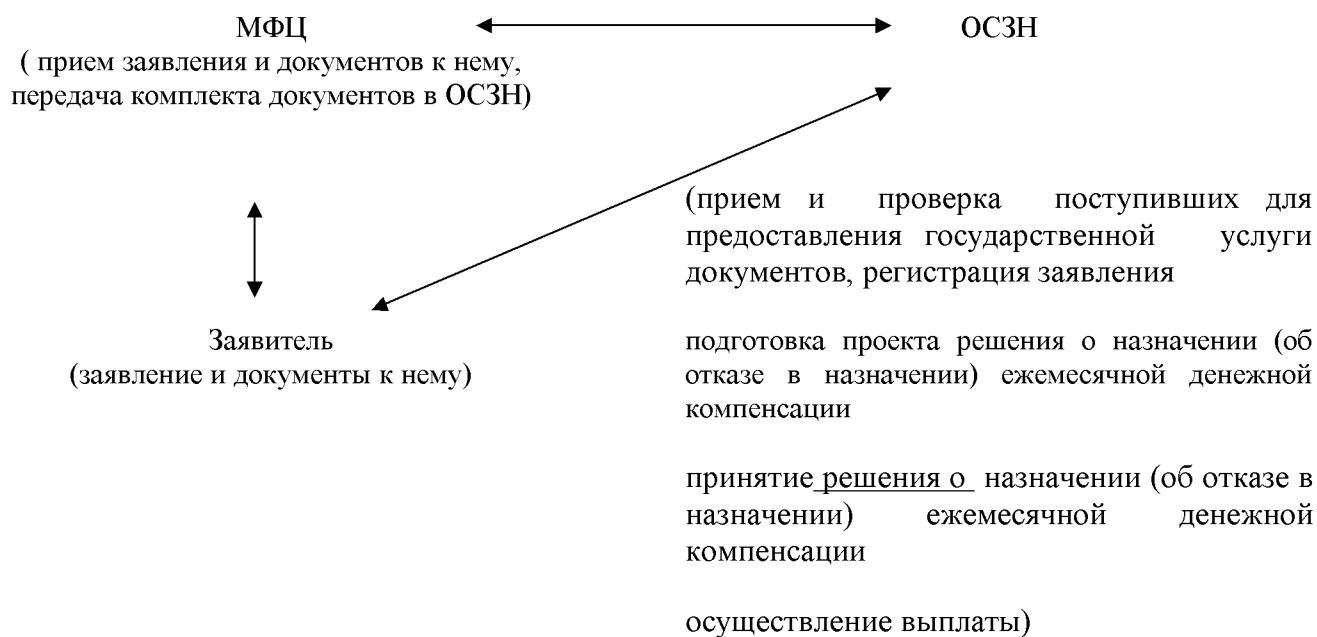 МФЦ
( прием заявления и документов к нему,
передача комплекта документов в ОСЗН)
ОСЗН
Заявитель
(заявление и документы к нему)
(прием и проверка поступивших для
предоставления государственной услуги
документов, регистрация заявления
подготовка проекта решения о назначении (об
отказе в назначении) ежемесячной денежной
компенсации
принятие решения о назначении (об отказе в
назначении) ежемесячной денежной
компенсации
осуществление выплаты)